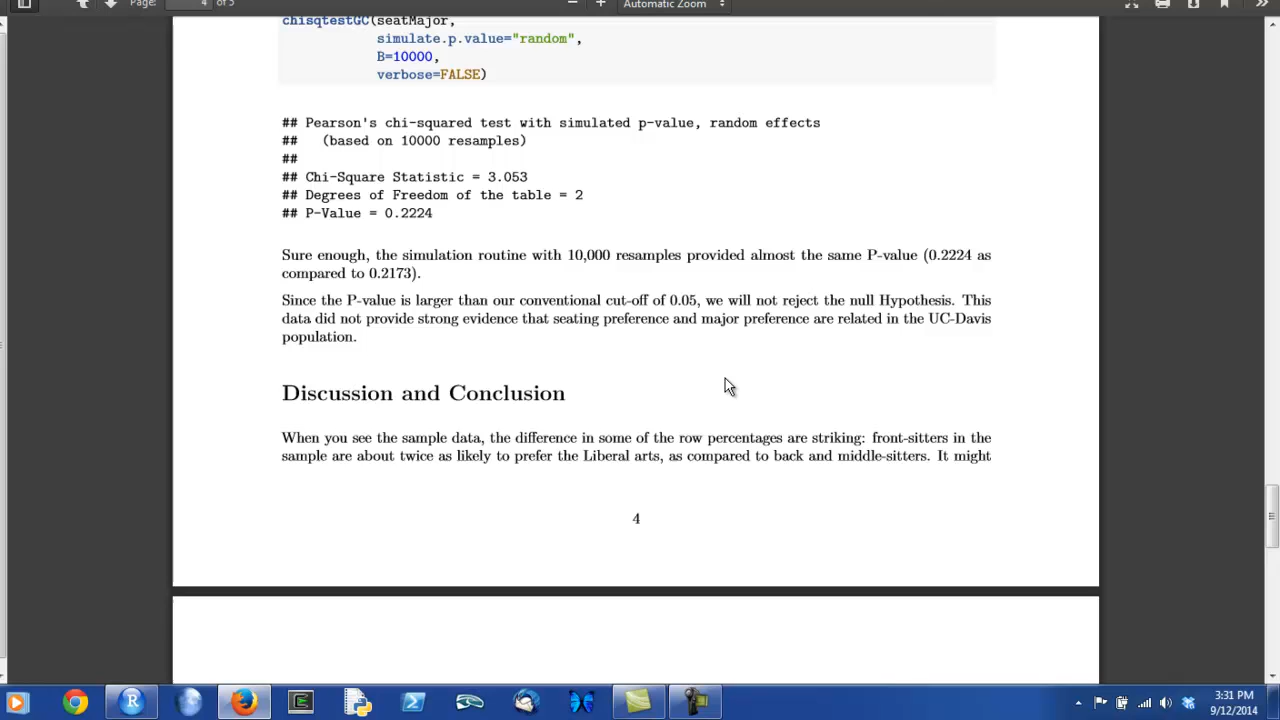 Page: 4 of 5
Automatic Zoom
chisqtestGC(seatMajor,
simulate.p.value="random",
B=10000,
verbose=FALSE)
## Pearson's chi-squared test with simulated p-value, random effects
## (based on 10000 resamples)
##
## Chi-Square Statistic = 3.053
## Degrees of Freedom of the table = 2
## P-Value = 0.2224
Sure enough, the simulation routine with 10,000 resamples provided almost the same P-value (0.2224 as
compared to 0.2173).
Since the P-value is larger than our conventional cut-off of 0.05, we will not reject the null Hypothesis. This
data did not provide strong evidence that seating preference and major preference are related in the UC-Davis
population.
Discussion and Conclusion
When you see the sample data, the difference in some of the row percentages are striking: front-sitters in the
sample are about twice as likely to prefer the Liberal arts, as compared to back and middle-sitters. It might
4
3:31 PM
9/12/2014